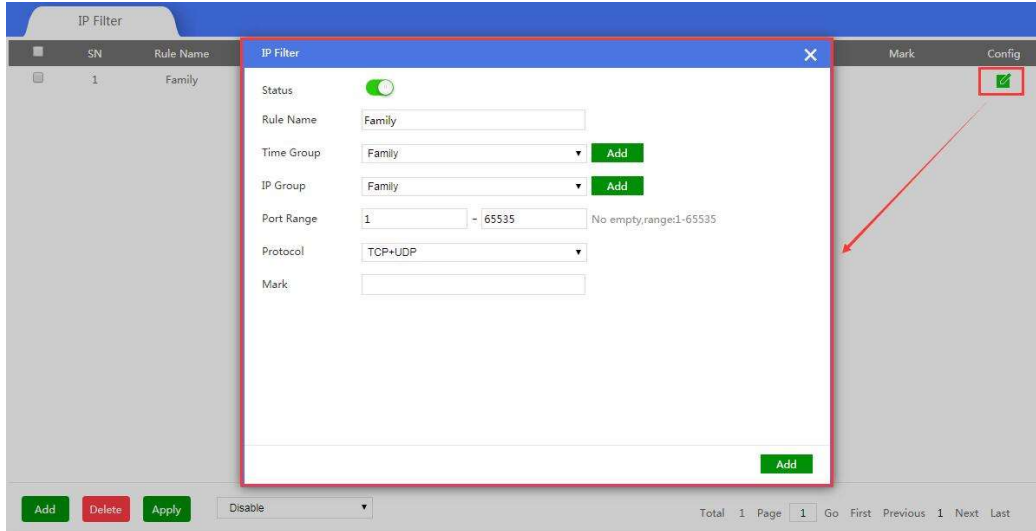 IP Filter
SN Rule Name Mark Config
1 Family
IP Filter
Status
Rule Name Family
Time Group Family Add
IP Group Family Add
Port Range 1 - 65535 No empty,range:1-65535
Protocol TCP+UDP
Mark
Add
Add Delete Apply Disable Total 1 Page 1 Go First Previous 1 Next Last